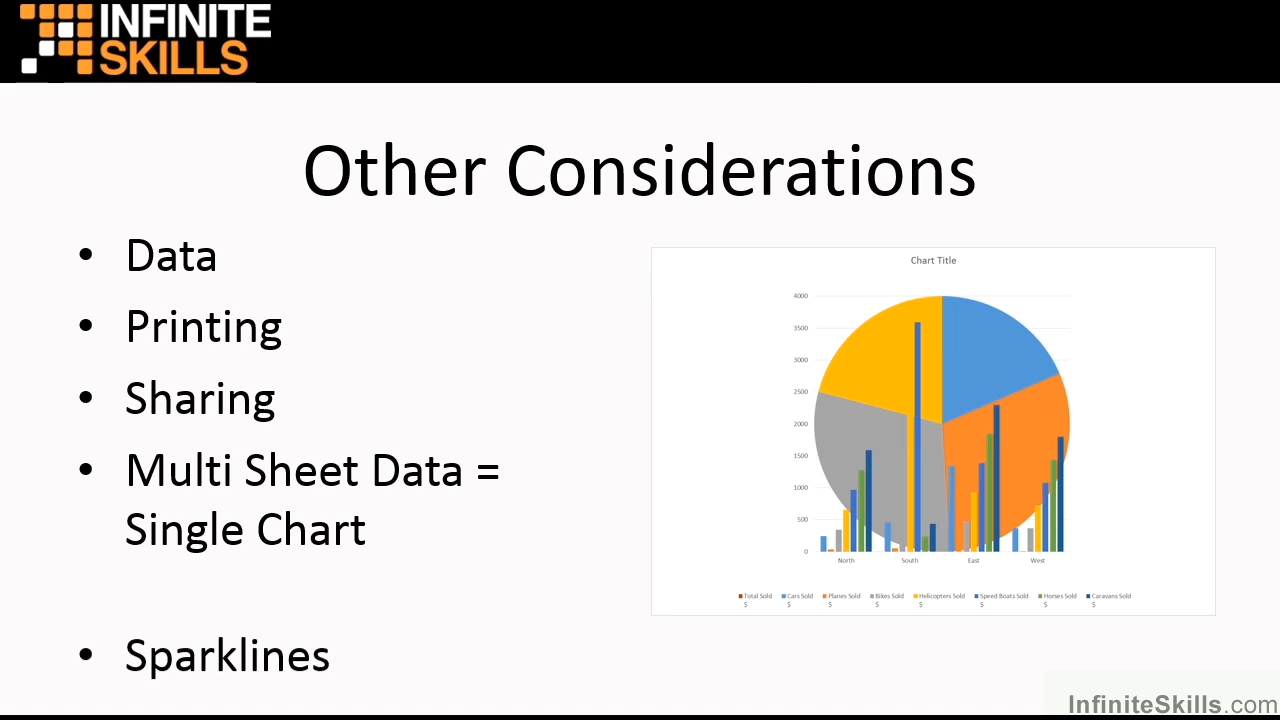 INFINITE
SKILLS
Other Considerations
• Data
• Printing
• Sharing
• Multi Sheet Data =
Single Chart
• Sparklines
Chart Title
4000
3500
3000
2500
2000
1500
1000
500
0
North South East West
Total Sold Cars Sold Planes Sold Bikes Sold Helicopters Sold Speed Boats Sold Horses Sold Caravans Sold
$ $ $ $ $ $ $ $
InfiniteSkills.com